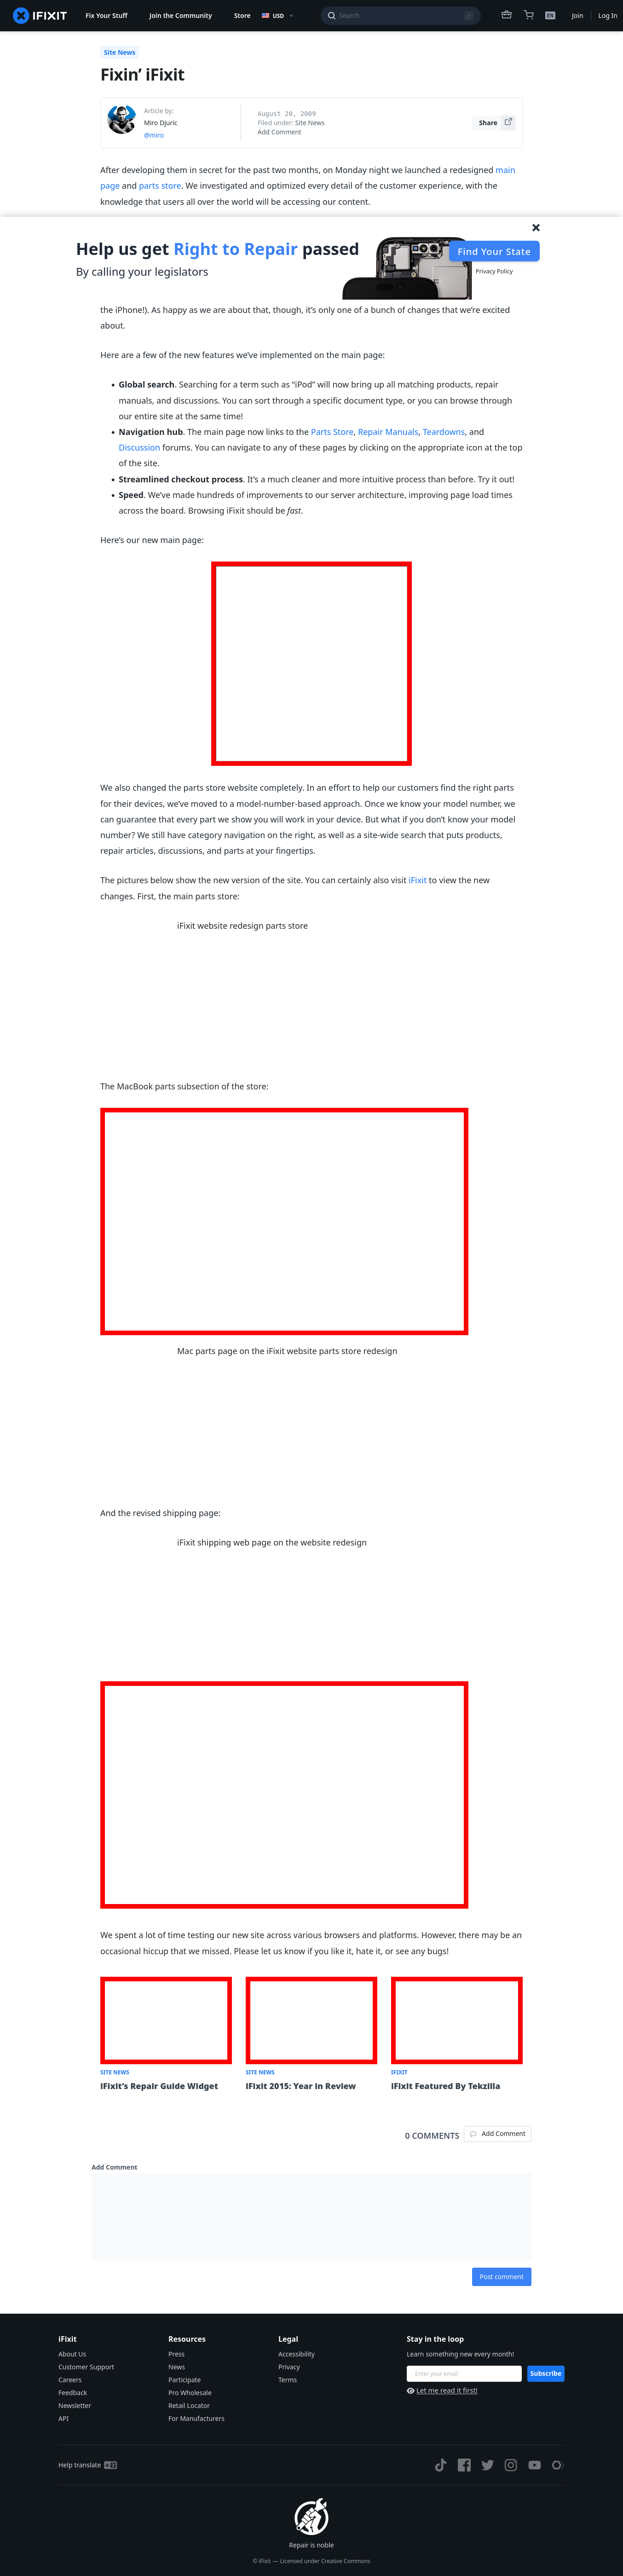 IFIXIT
Fix Your Stuff
Join the Community
Store
USD
Search
/
EN
Join
Log In
Site News
Fixin’ iFixit
Article by:
Miro Djuric
@miro
August 20, 2009
Filed under: Site News
Add Comment
Share
After developing them in secret for the past two months, on Monday night we launched a redesigned main
page and parts store. We investigated and optimized every detail of the customer experience, with the
knowledge that users all over the world will be accessing our content.
Help us get Right to Repair passed
By calling your legislators
Find Your State
Privacy Policy
the iPhone!). As happy as we are about that, though, it’s only one of a bunch of changes that we’re excited
about.
Here are a few of the new features we’ve implemented on the main page:
Global search. Searching for a term such as “iPod” will now bring up all matching products, repair
manuals, and discussions. You can sort through a specific document type, or you can browse through
our entire site at the same time!
Navigation hub. The main page now links to the Parts Store, Repair Manuals, Teardowns, and
Discussion forums. You can navigate to any of these pages by clicking on the appropriate icon at the top
of the site.
Streamlined checkout process. It’s a much cleaner and more intuitive process than before. Try it out!
Speed. We’ve made hundreds of improvements to our server architecture, improving page load times
across the board. Browsing iFixit should be fast.
Here’s our new main page:
We also changed the parts store website completely. In an effort to help our customers find the right parts
for their devices, we’ve moved to a model-number-based approach. Once we know your model number, we
can guarantee that every part we show you will work in your device. But what if you don’t know your model
number? We still have category navigation on the right, as well as a site-wide search that puts products,
repair articles, discussions, and parts at your fingertips.
The pictures below show the new version of the site. You can certainly also visit iFixit to view the new
changes. First, the main parts store:
iFixit website redesign parts store
The MacBook parts subsection of the store:
Mac parts page on the iFixit website parts store redesign
And the revised shipping page:
iFixit shipping web page on the website redesign
We spent a lot of time testing our new site across various browsers and platforms. However, there may be an
occasional hiccup that we missed. Please let us know if you like it, hate it, or see any bugs!
SITE NEWS
iFixit’s Repair Guide Widget
SITE NEWS
iFixit 2015: Year in Review
IFIXIT
iFixit Featured By Tekzilla
0 COMMENTS
Add Comment
Add Comment
Post comment
iFixit
About Us
Customer Support
Careers
Feedback
Newsletter
API
Resources
Press
News
Participate
Pro Wholesale
Retail Locator
For Manufacturers
Legal
Accessibility
Privacy
Terms
Stay in the loop
Learn something new every month!
Enter your email
Subscribe
Let me read it first!
Help translate
Repair is noble
© iFixit — Licensed under Creative Commons